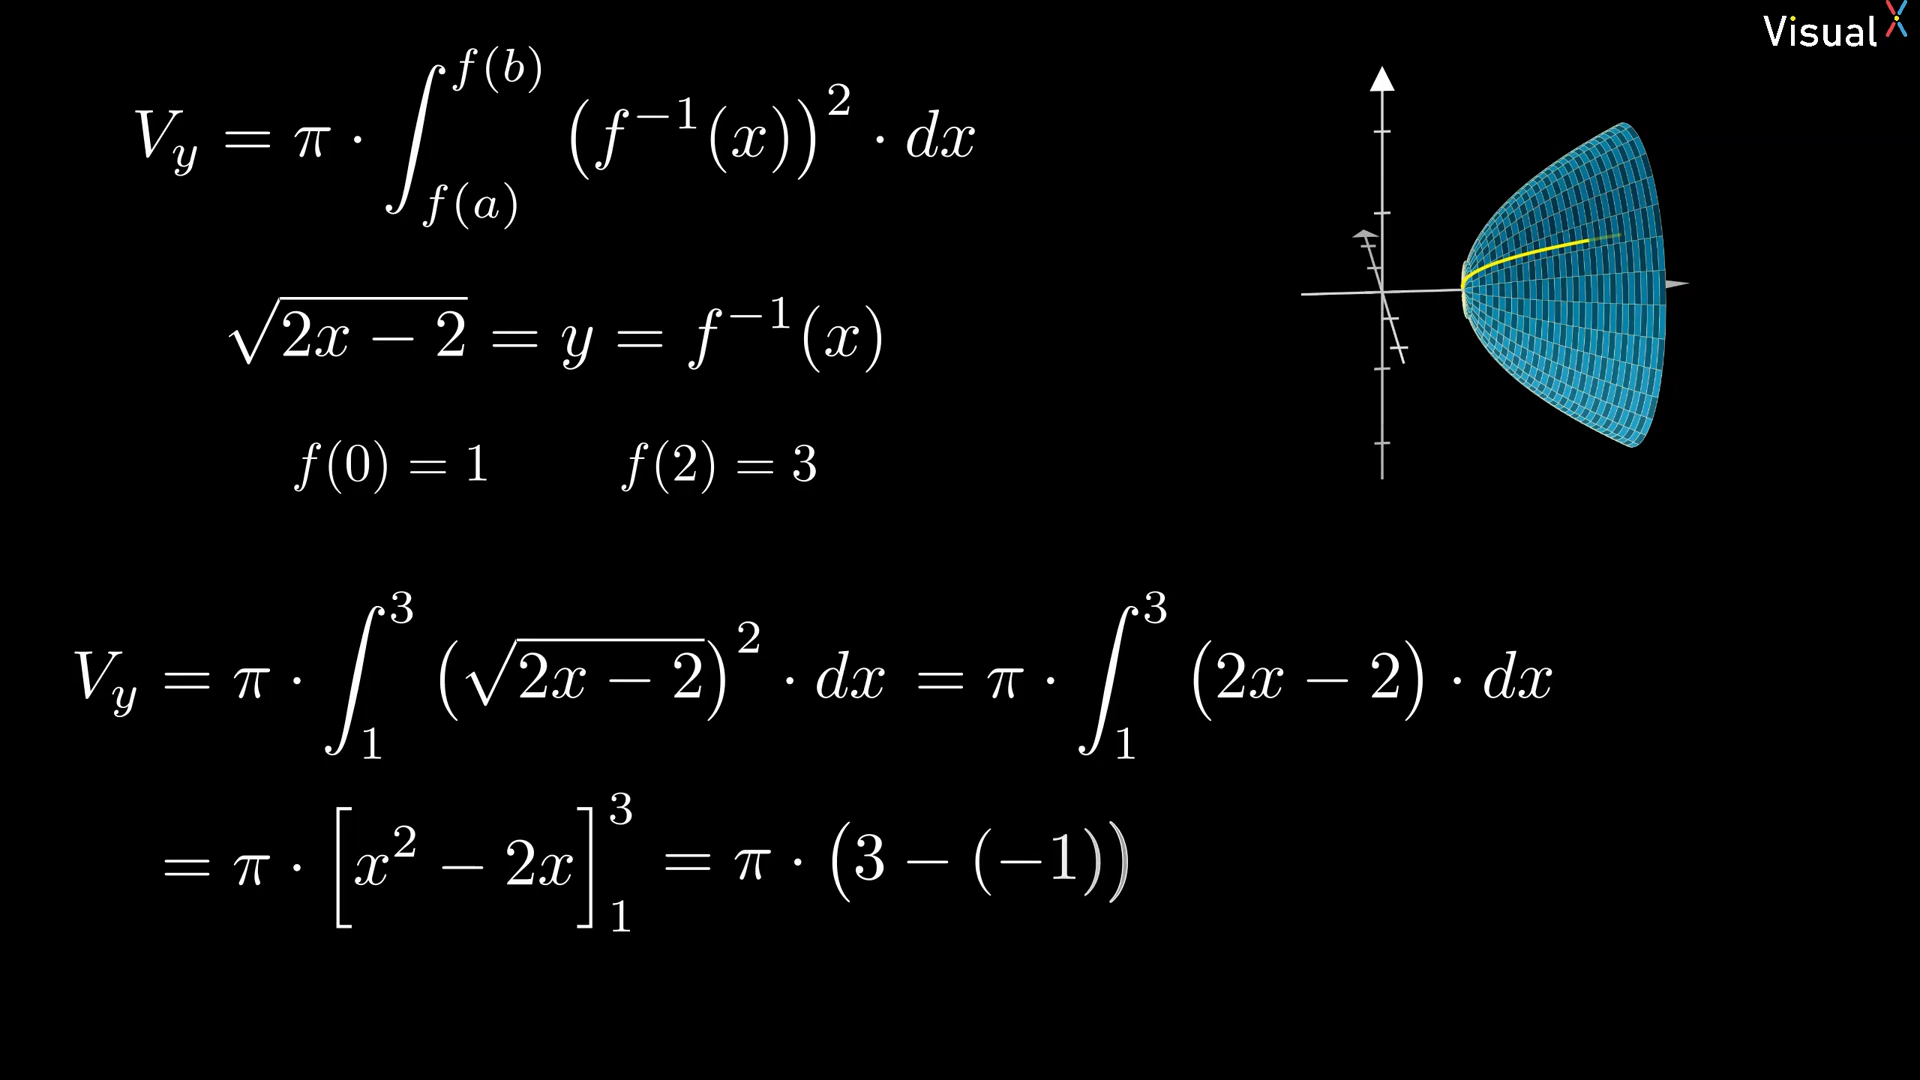 VisualX
V_y = π · ∫_{f(a)}^{f(b)} (f^{−1}(x))^2 · dx
√(2x − 2) = y = f^{−1}(x)
f(0) = 1 f(2) = 3
V_y = π · ∫_1^3 (√(2x − 2))^2 · dx = π · ∫_1^3 (2x − 2) · dx
= π · [x^2 − 2x]_1^3 = π · (3 − (−1))